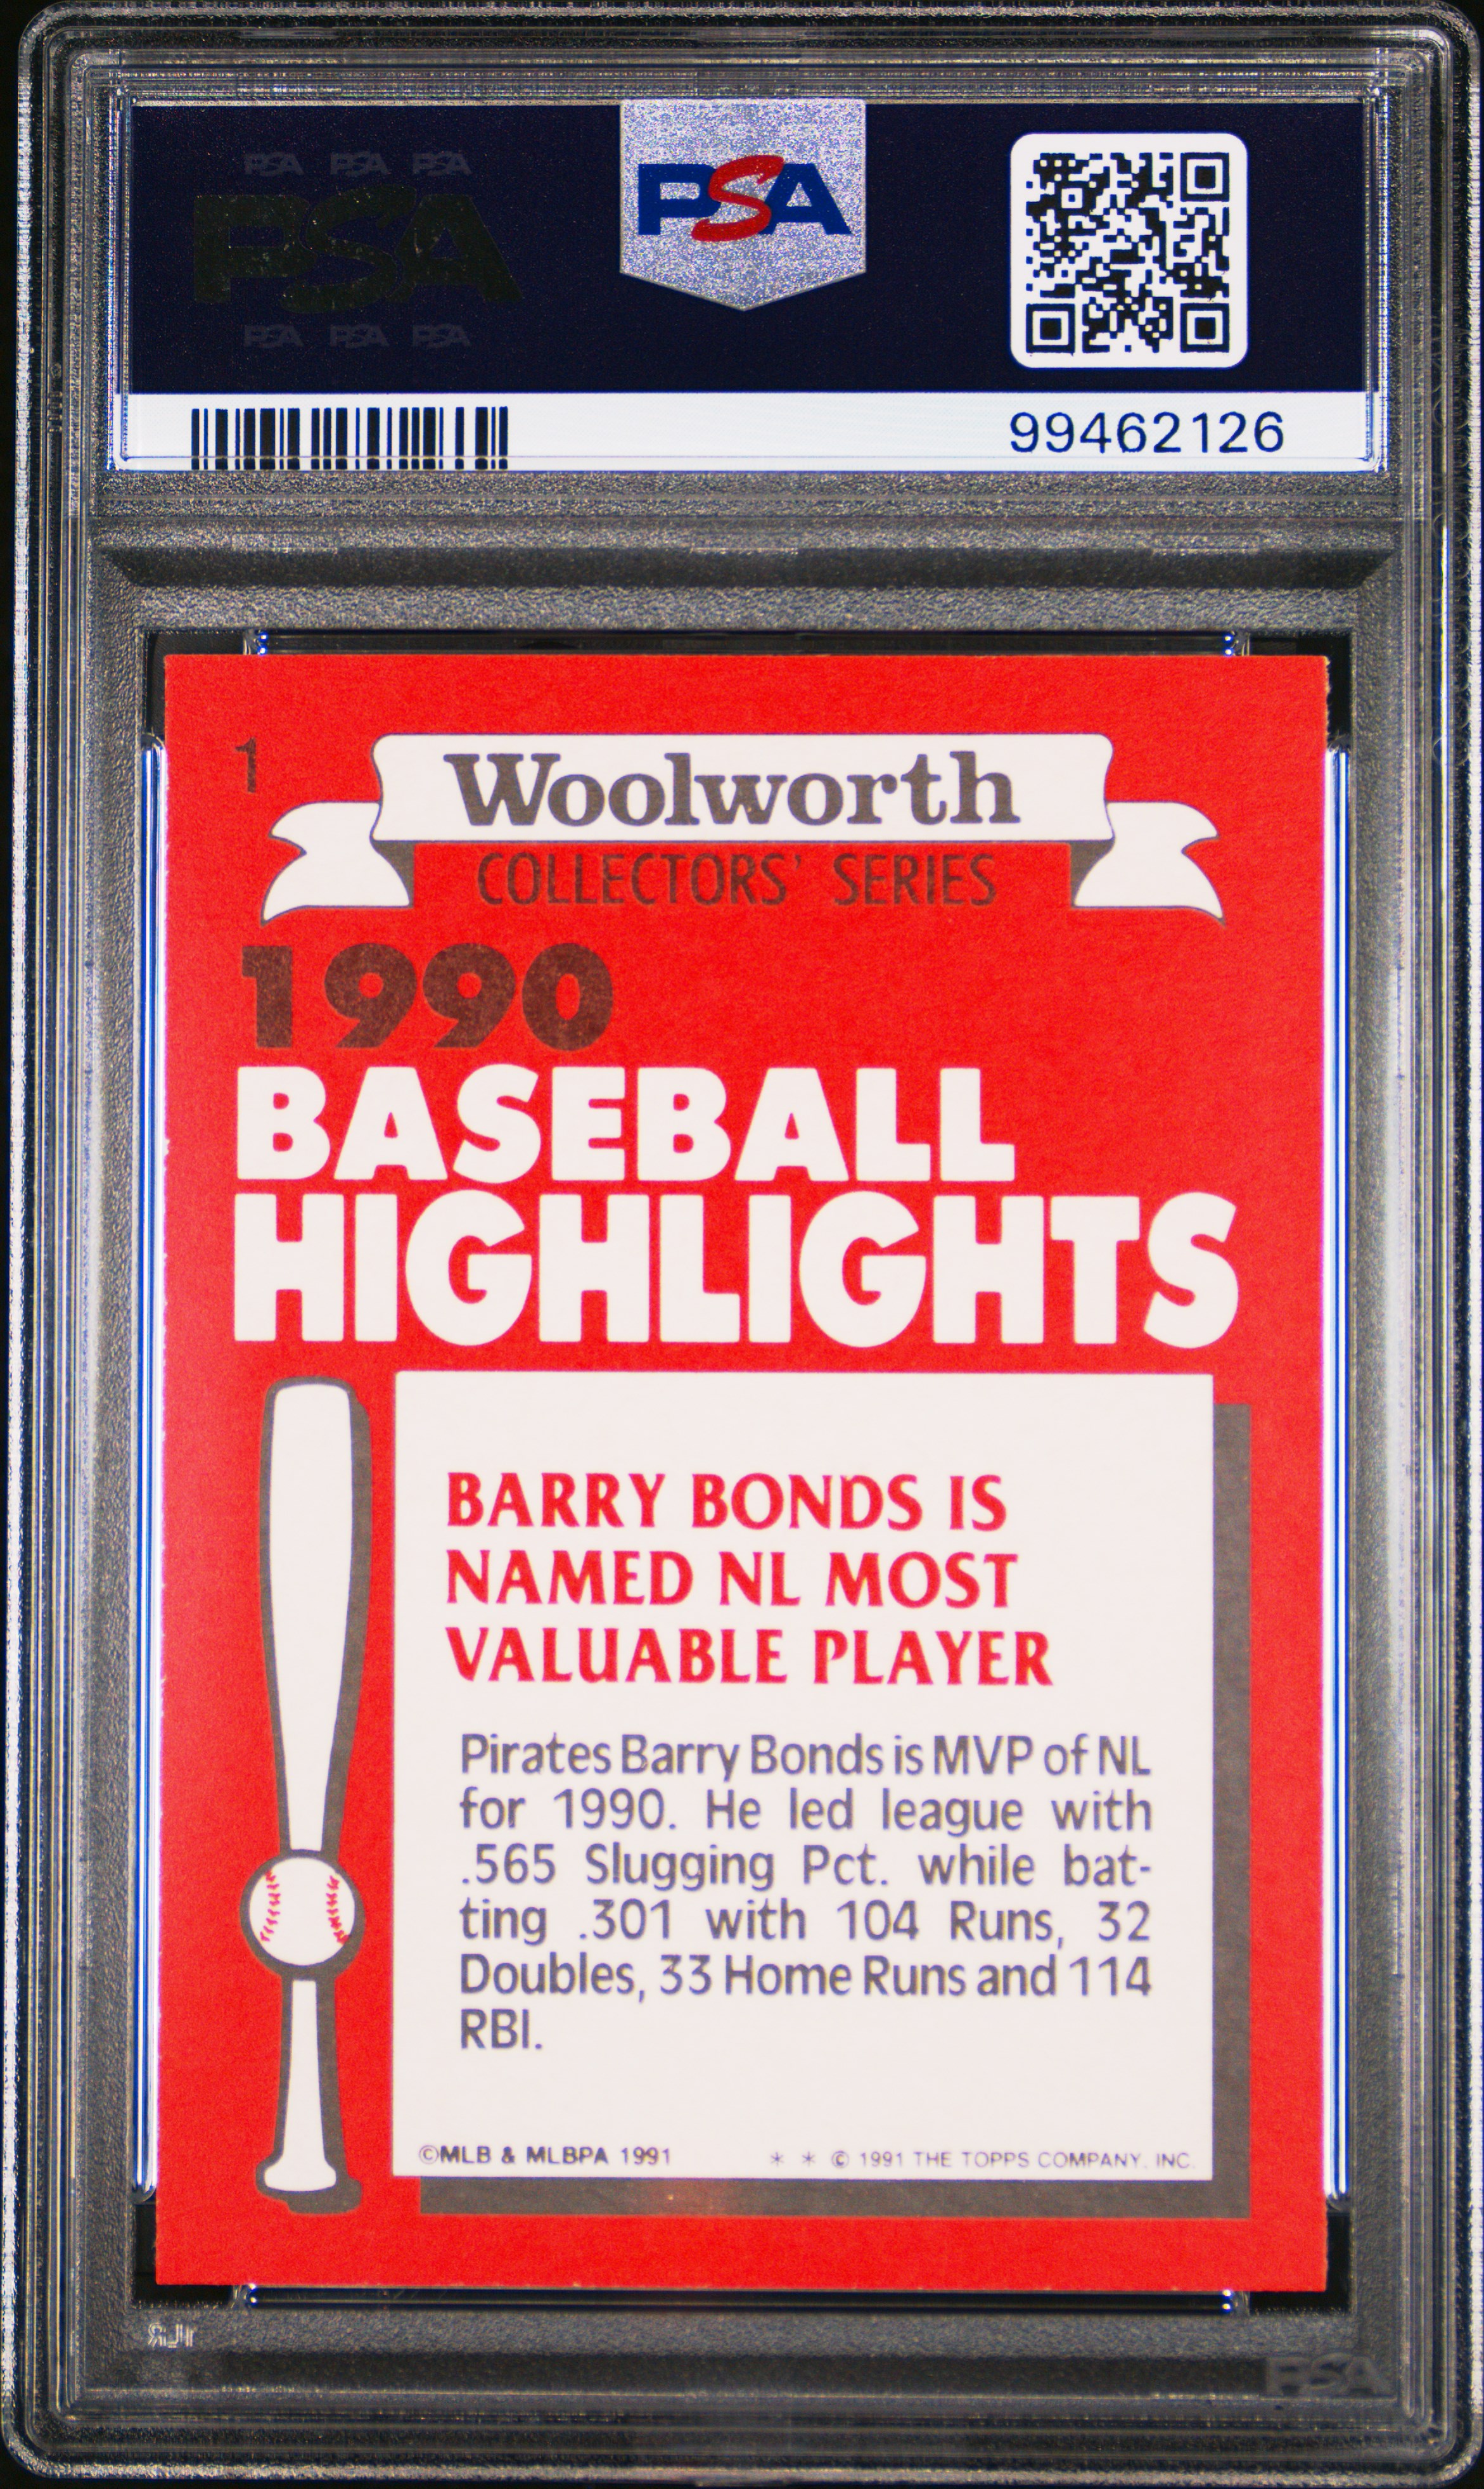 PSA PSA PSA
PSA
PSA PSA PSA
PSA
99462126
1
Woolworth
COLLECTORS' SERIES
1990
BASEBALL
HIGHLIGHTS
BARRY BONDS IS
NAMED NL MOST
VALUABLE PLAYER
Pirates Barry Bonds is MVP of NL
for 1990. He led league with
.565 Slugging Pct. while bat-
ting .301 with 104 Runs, 32
Doubles, 33 Home Runs and 114
RBI.
©MLB & MLBPA 1991
* * © 1991 THE TOPPS COMPANY, INC.
PSA